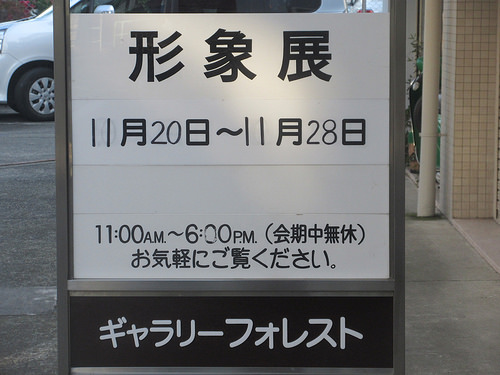 形象展
11月20日～11月28日
11:00A.M.～6:00P.M.（会期中無休）
お気軽にご覧ください。
ギャラリーフォレスト